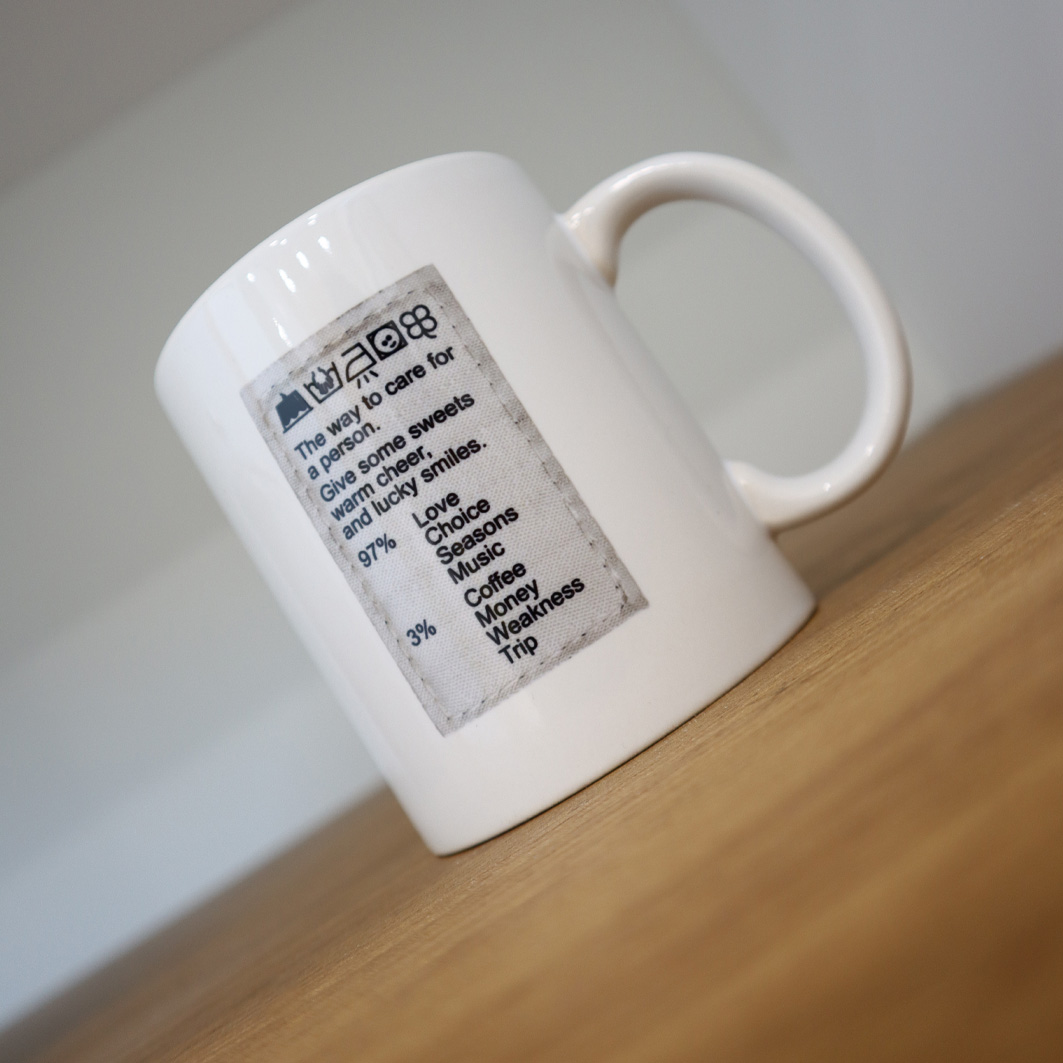 The way to care for
a person.
Give some sweets
warm cheer,
and lucky smiles.
97% Love
Choice
Seasons
Music
3% Coffee
Money
Weakness
Trip